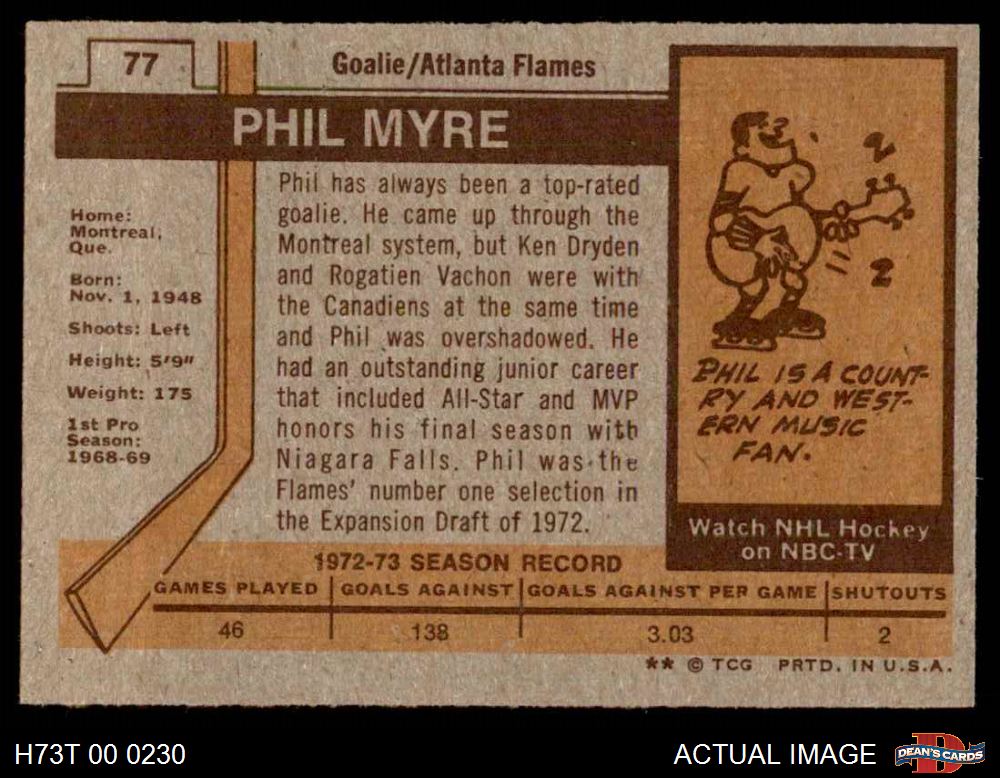 77
Goalie/Atlanta Flames
PHIL MYRE
Home:
Montreal,
Que.
Born:
Nov. 1, 1948
Shoots: Left
Height: 5'9"
Weight: 175
1st Pro
Season:
1968-69
Phil has always been a top-rated
goalie. He came up through the
Montreal system, but Ken Dryden
and Rogatien Vachon were with
the Canadiens at the same time
and Phil was overshadowed. He
had an outstanding junior career
that included All-Star and MVP
honors his final season with
Niagara Falls. Phil was the
Flames' number one selection in
the Expansion Draft of 1972.
PHIL IS A COUNT-
RY AND WEST-
ERN MUSIC
FAN.
Watch NHL Hockey
on NBC-TV
1972-73 SEASON RECORD
GAMES PLAYED GOALS AGAINST GOALS AGAINST PER GAME SHUTOUTS
46 138 3.03 2
** © TCG PRTD. IN U.S.A.
H73T 00 0230
ACTUAL IMAGE
DEAN'S CARDS